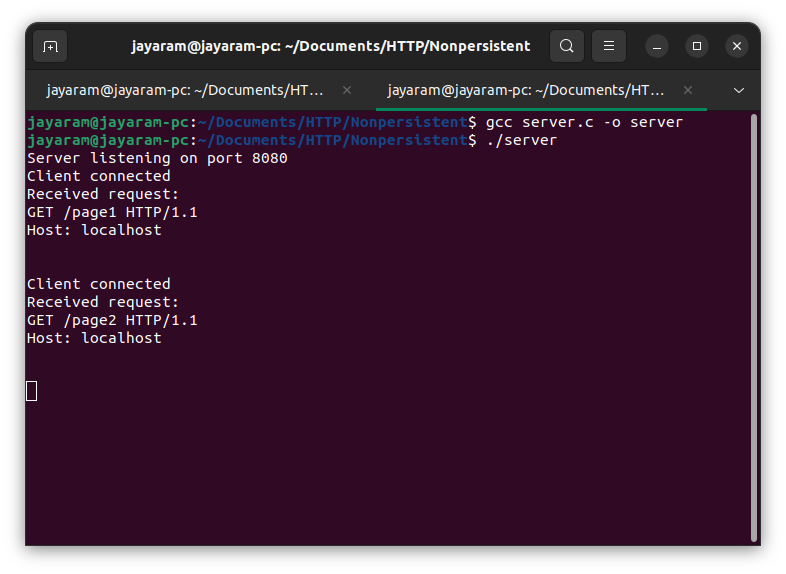 jayaram@jayaram-pc: ~/Documents/HTTP/Nonpersistent
jayaram@jayaram-pc: ~/Documents/HT…
jayaram@jayaram-pc: ~/Documents/HT…
jayaram@jayaram-pc:~/Documents/HTTP/Nonpersistent$ gcc server.c -o server
jayaram@jayaram-pc:~/Documents/HTTP/Nonpersistent$ ./server
Server listening on port 8080
Client connected
Received request:
GET /page1 HTTP/1.1
Host: localhost
Client connected
Received request:
GET /page2 HTTP/1.1
Host: localhost